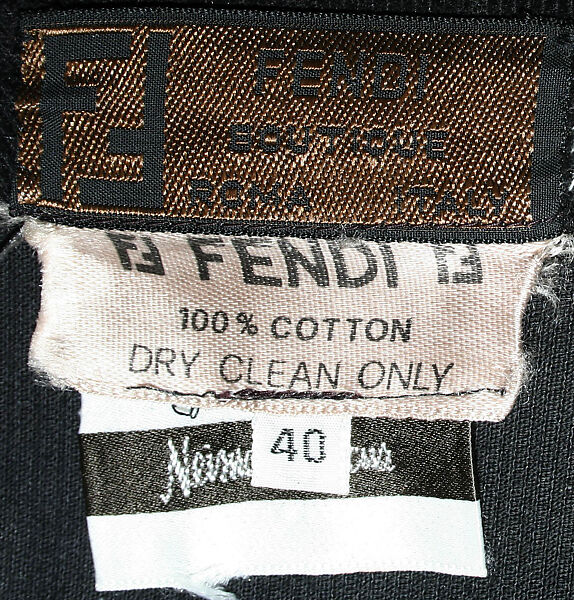 FENDI
BOUTIQUE
ROMA ITALY
FENDI
100% COTTON
DRY CLEAN ONLY
40